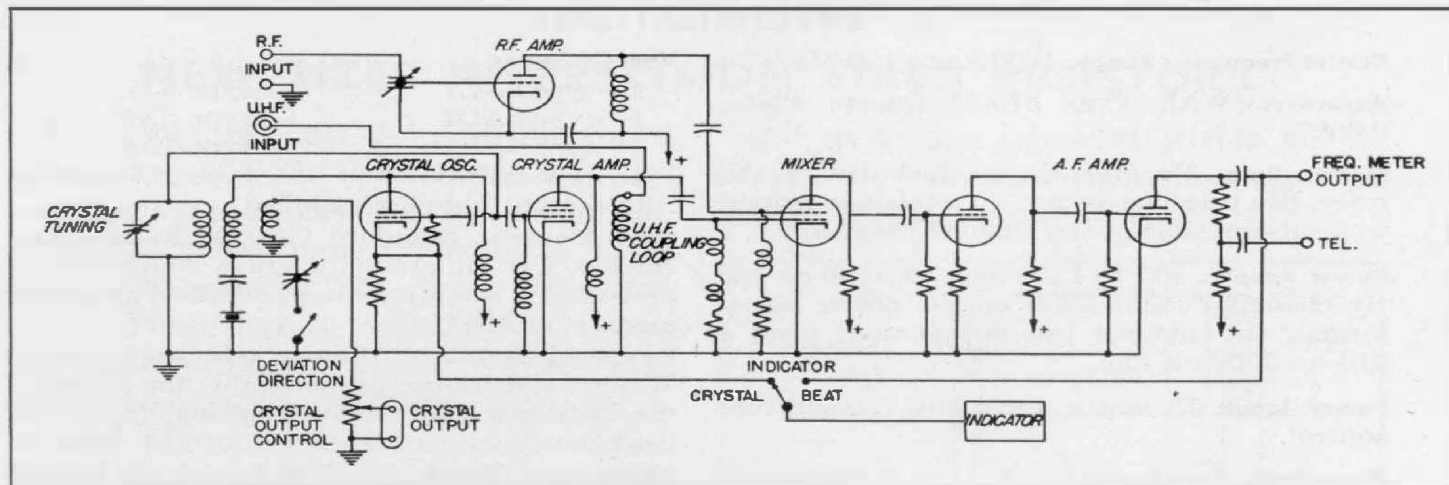 R.F.
INPUT
U.H.F.
INPUT
R.F. AMP.
CRYSTAL
TUNING
CRYSTAL OSC.
CRYSTAL AMP.
U.H.F.
COUPLING
LOOP
MIXER
A.F. AMP.
FREQ. METER
OUTPUT
TEL.
+
+
+
+
+
+
+
DEVIATION
DIRECTION
CRYSTAL
OUTPUT
CONTROL
CRYSTAL
OUTPUT
INDICATOR
CRYSTAL
BEAT
INDICATOR